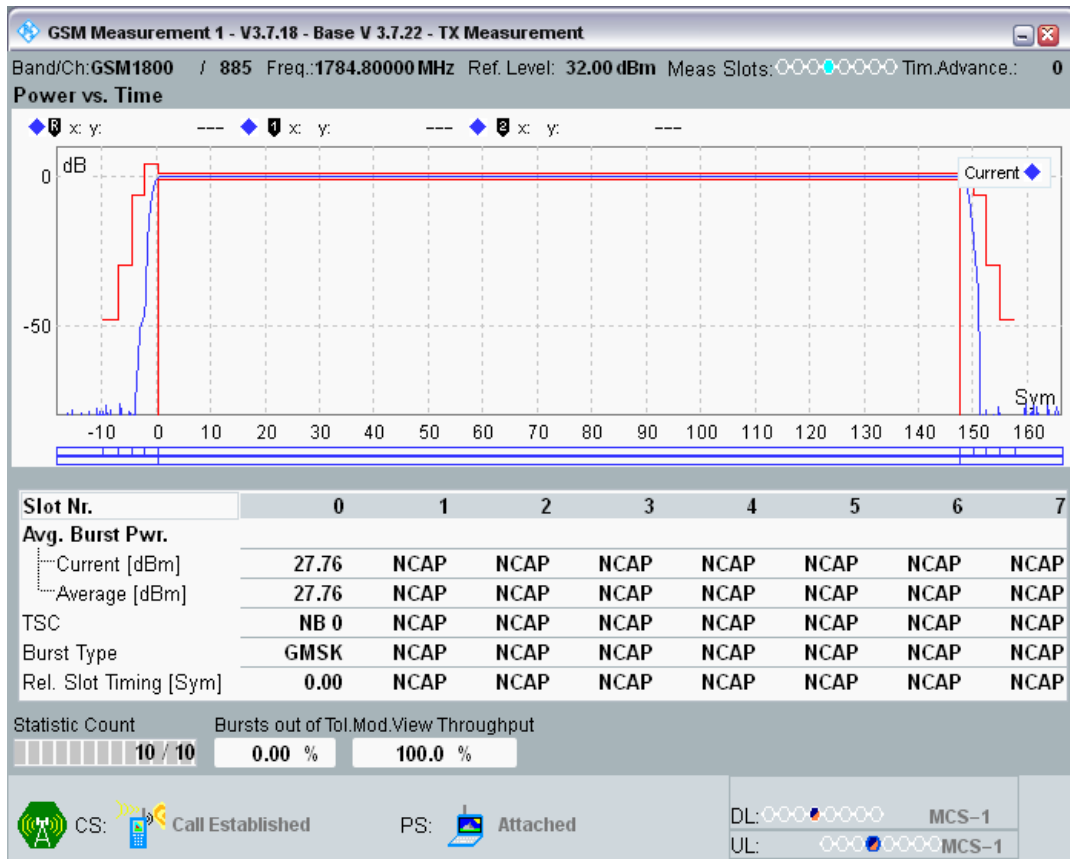 GSM Measurement 1 - V3.7.18 - Base V 3.7.22 - TX Measurement
Band/Ch:GSM1800 / 885 Freq.:1784.80000 MHz Ref. Level: 32.00 dBm Meas Slots: Tim.Advance.: 0
Power vs. Time
R x: y: --- 1 x: y: --- 2 x: y: ---
dB
Current
0
-50
Sym
-10 0 10 20 30 40 50 60 70 80 90 100 110 120 130 140 150 160
Slot Nr. 0 1 2 3 4 5 6 7
Avg. Burst Pwr.
Current [dBm] 27.76 NCAP NCAP NCAP NCAP NCAP NCAP NCAP
Average [dBm] 27.76 NCAP NCAP NCAP NCAP NCAP NCAP NCAP
TSC NB 0 NCAP NCAP NCAP NCAP NCAP NCAP NCAP
Burst Type GMSK NCAP NCAP NCAP NCAP NCAP NCAP NCAP
Rel. Slot Timing [Sym] 0.00 NCAP NCAP NCAP NCAP NCAP NCAP NCAP
Statistic Count Bursts out of Tol. Mod.View Throughput
10 / 10 0.00 % 100.0 %
CS: Call Established PS: Attached DL: MCS-1
UL: MCS-1